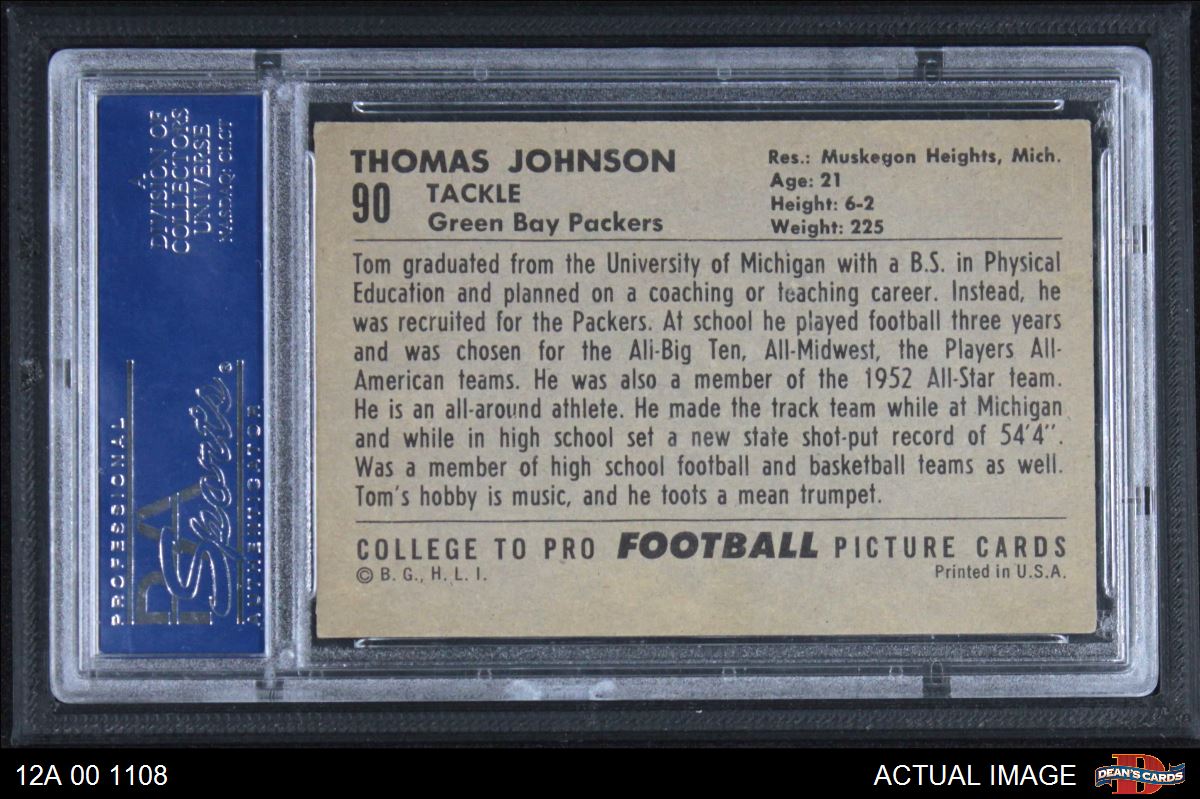 A
DIVISION OF
COLLECTORS
UNIVERSE
NASDAQ: CLCT
PROFESSIONAL
PSA
Sports®
AUTHENTICATOR
THOMAS JOHNSON
90 TACKLE
Green Bay Packers
Res.: Muskegon Heights, Mich.
Age: 21
Height: 6-2
Weight: 225
Tom graduated from the University of Michigan with a B.S. in Physical
Education and planned on a coaching or teaching career. Instead, he
was recruited for the Packers. At school he played football three years
and was chosen for the All-Big Ten, All-Midwest, the Players All-
American teams. He was also a member of the 1952 All-Star team.
He is an all-around athlete. He made the track team while at Michigan
and while in high school set a new state shot-put record of 54'4".
Was a member of high school football and basketball teams as well.
Tom's hobby is music, and he toots a mean trumpet.
COLLEGE TO PRO FOOTBALL PICTURE CARDS
© B. G., H. L. I.
Printed in U.S.A.
12A 00 1108
ACTUAL IMAGE
D
DEAN'S CARDS